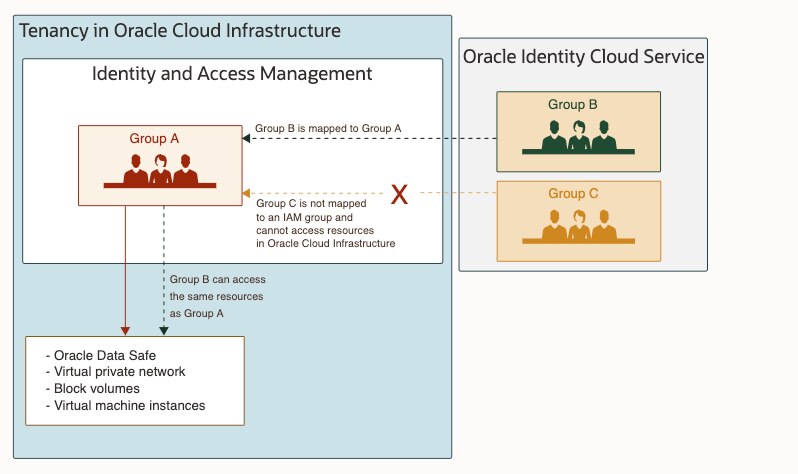 Tenancy in Oracle Cloud Infrastructure
Identity and Access Management
Group A
Group B is mapped to Group A
X
Group C is not mapped
to an IAM group and
cannot access resources
in Oracle Cloud Infrastructure
Group B can access
the same resources
as Group A
- Oracle Data Safe
- Virtual private network
- Block volumes
- Virtual machine instances
Oracle Identity Cloud Service
Group B
Group C